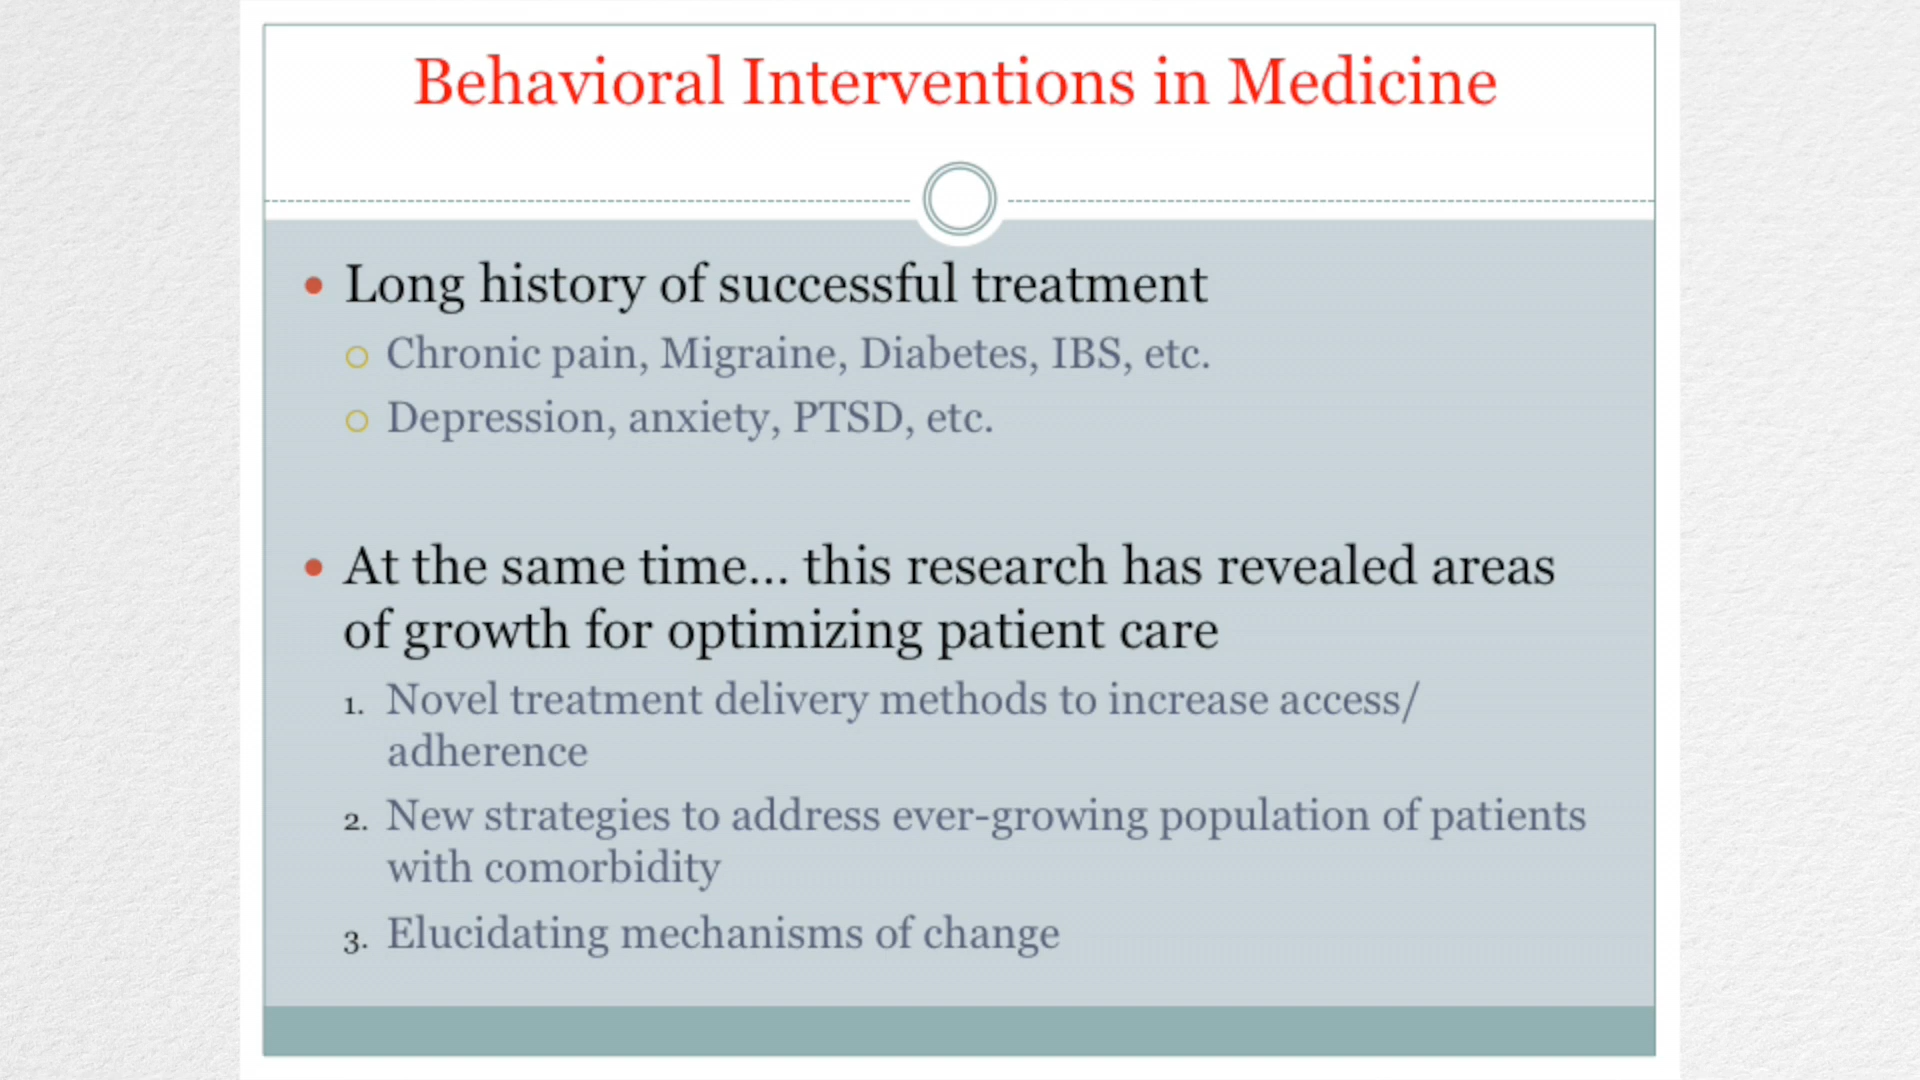 Behavioral Interventions in Medicine
• Long history of successful treatment
○ Chronic pain, Migraine, Diabetes, IBS, etc.
○ Depression, anxiety, PTSD, etc.
• At the same time... this research has revealed areas
of growth for optimizing patient care
1. Novel treatment delivery methods to increase access/
adherence
2. New strategies to address ever-growing population of patients
with comorbidity
3. Elucidating mechanisms of change